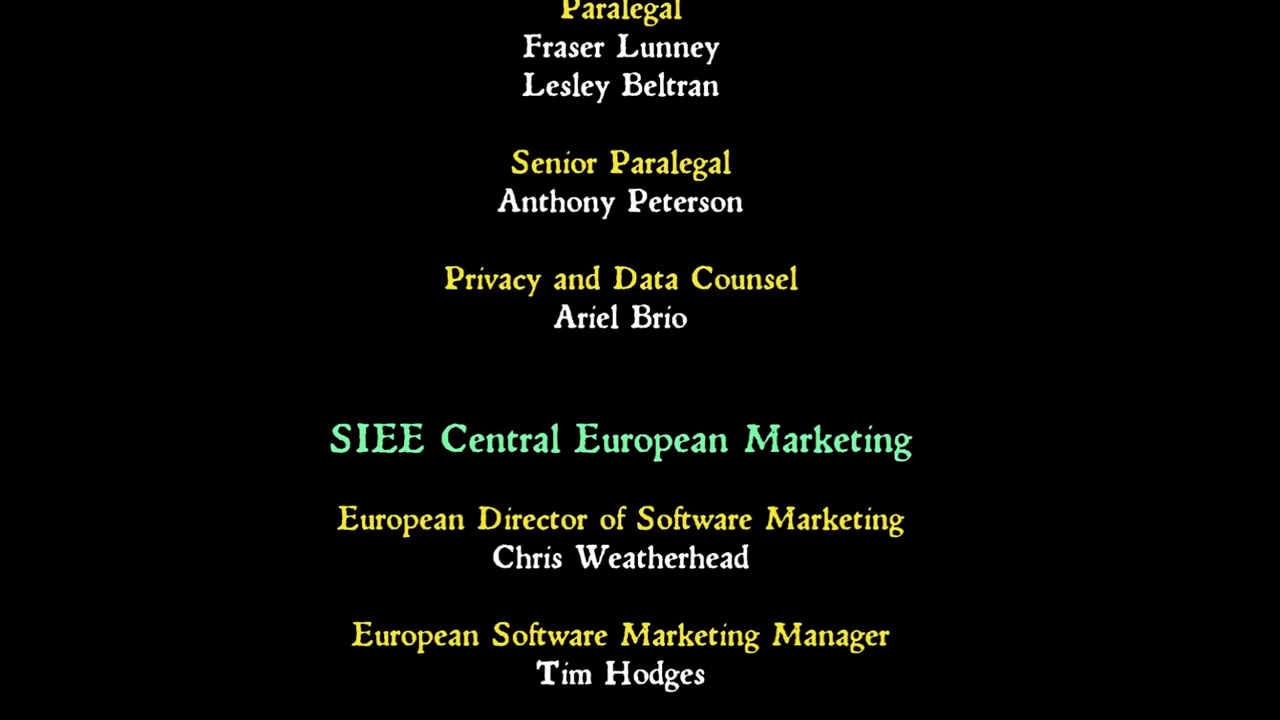 Paralegal
Fraser Lunney
Lesley Beltran
Senior Paralegal
Anthony Peterson
Privacy and Data Counsel
Ariel Brio
SIEE Central European Marketing
European Director of Software Marketing
Chris Weatherhead
European Software Marketing Manager
Tim Hodges